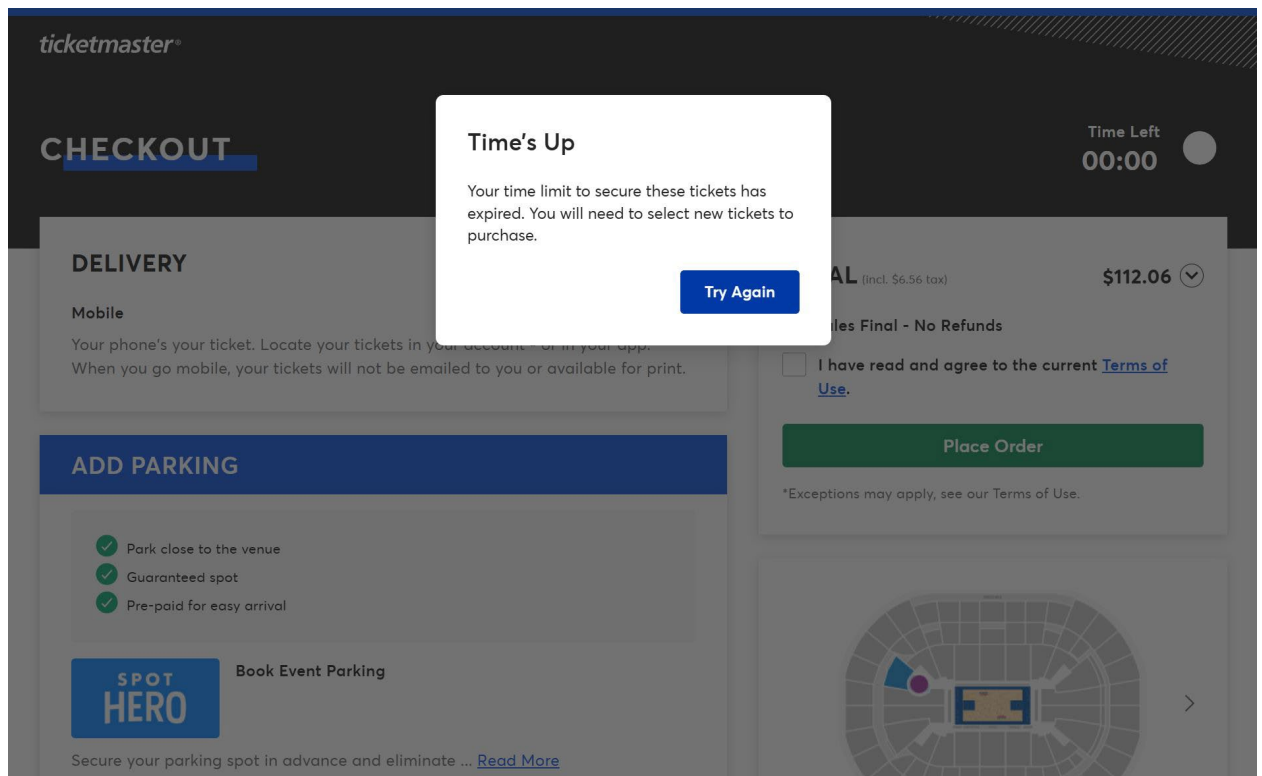 ticketmaster®
CHECKOUT
Time Left
00:00
Time's Up
Your time limit to secure these tickets has
expired. You will need to select new tickets to
purchase.
Try Again
DELIVERY
Mobile
Your phone's your ticket. Locate your tickets in your account - or in your app.
When you go mobile, your tickets will not be emailed to you or available for print.
ADD PARKING
Park close to the venue
Guaranteed spot
Pre-paid for easy arrival
SPOT
HERO
Book Event Parking
Secure your parking spot in advance and eliminate ... Read More
(incl. $6.56 tax)
$112.06
Final - No Refunds
I have read and agree to the current Terms of
Use.
Place Order
*Exceptions may apply, see our Terms of Use.